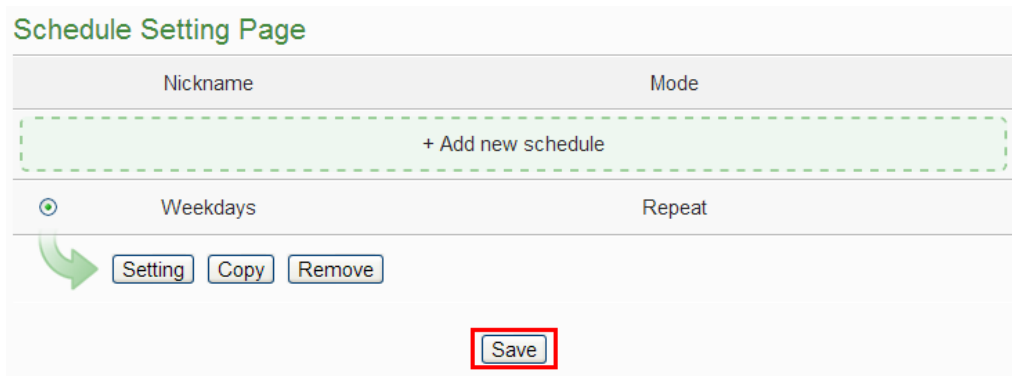 Schedule Setting Page
Nickname Mode
+ Add new schedule
Weekdays Repeat
Setting Copy Remove
Save